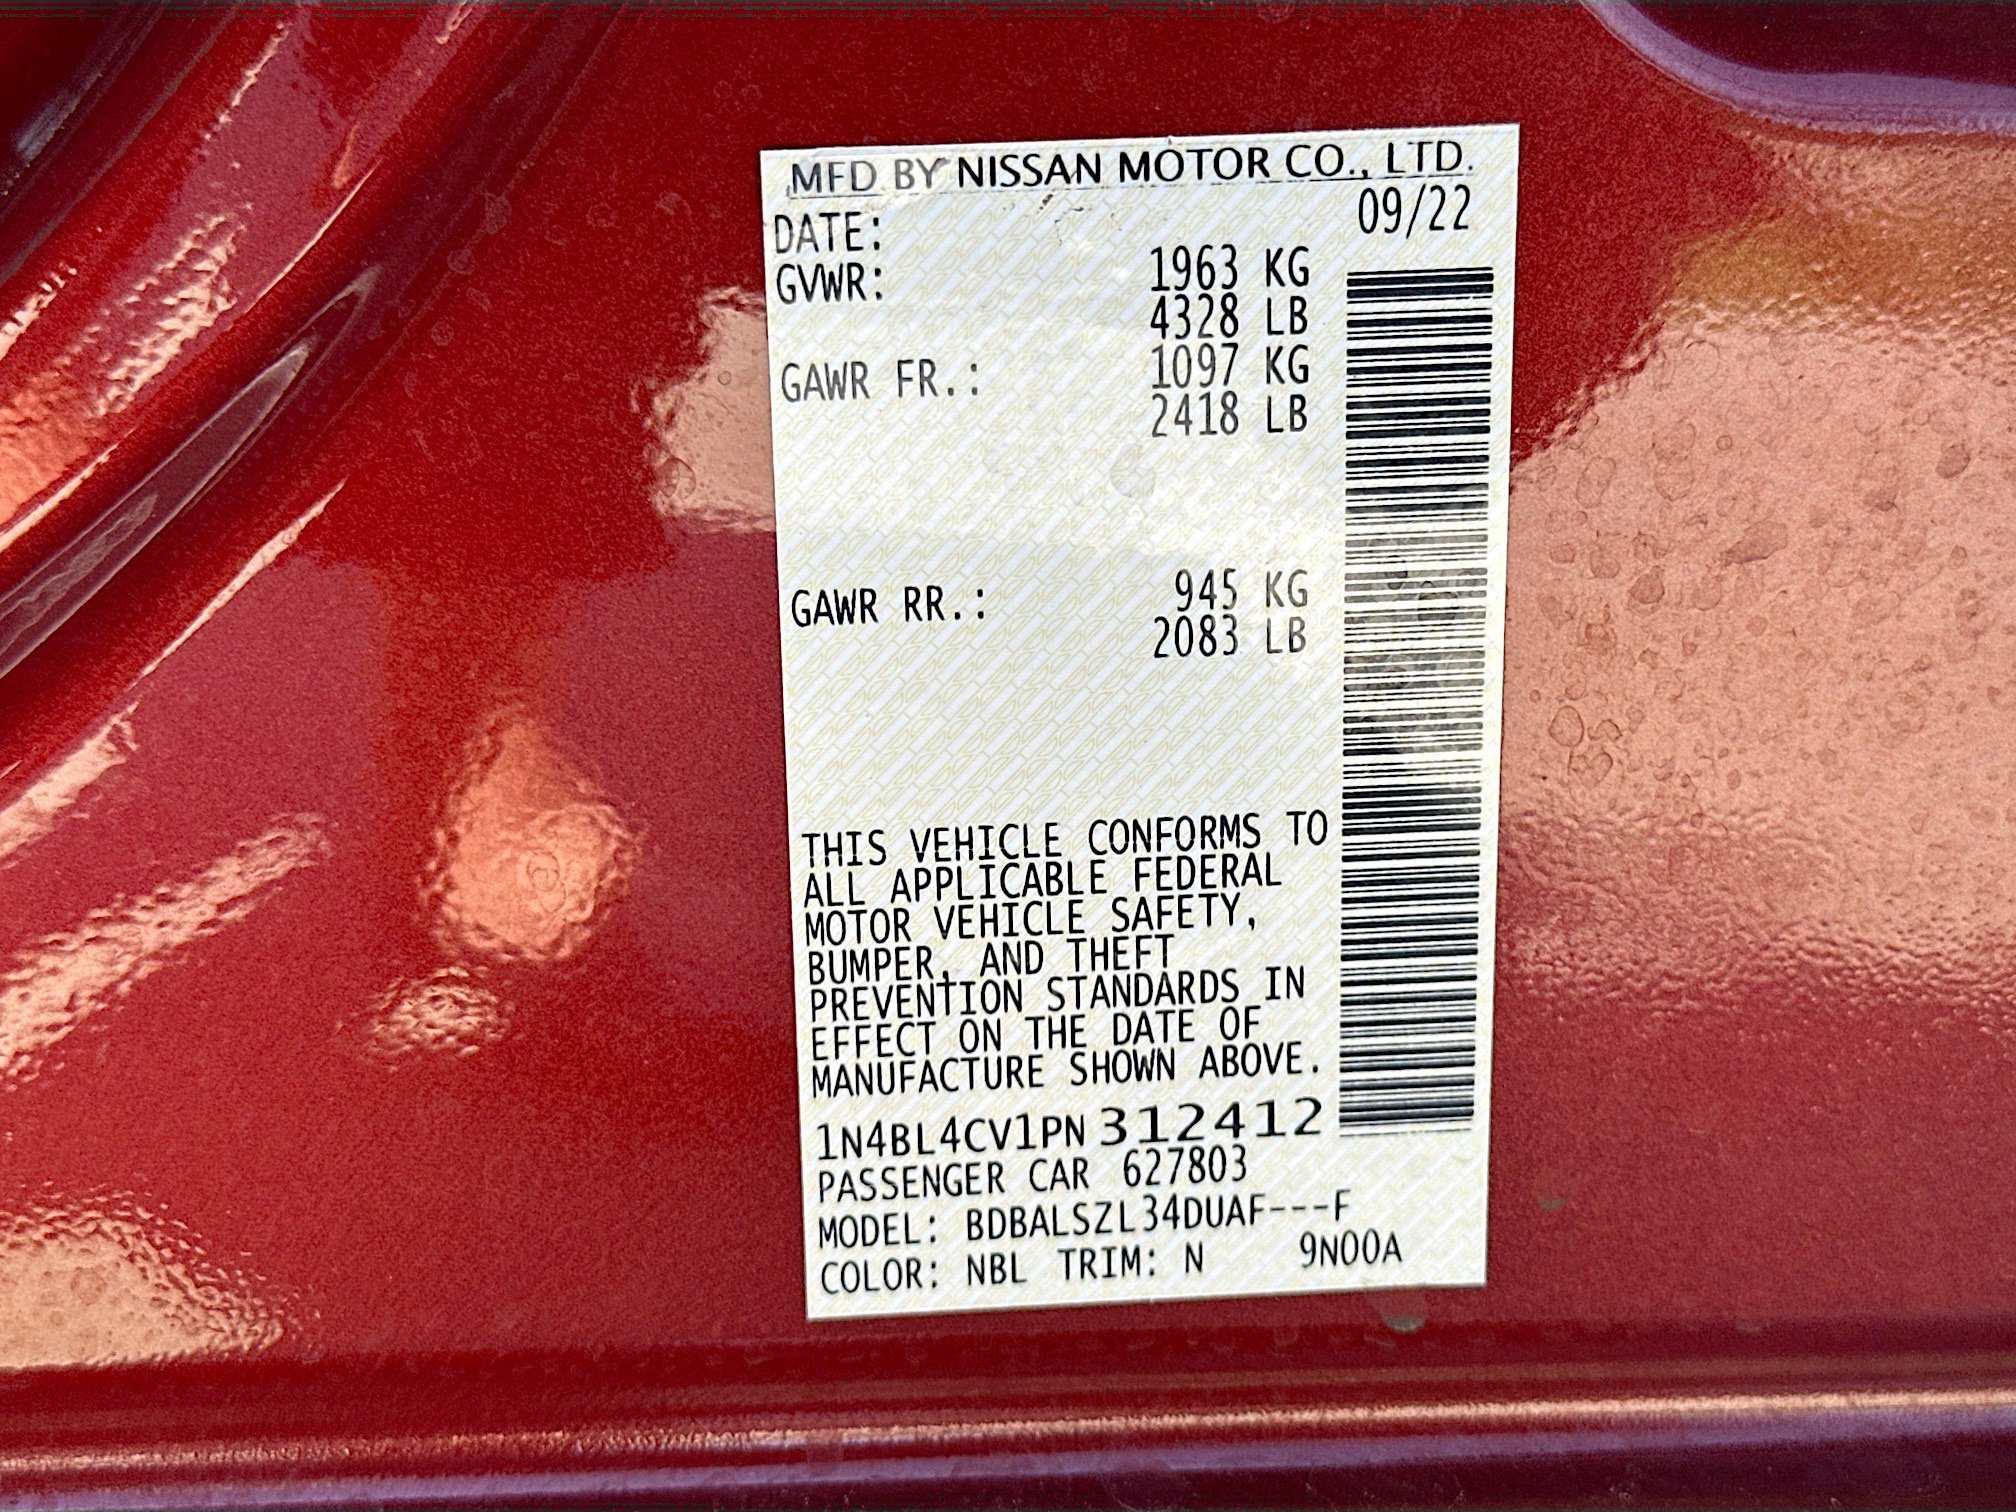 MFD BY NISSAN MOTOR CO., LTD.
DATE: 09/22
GVWR: 1963 KG
4328 LB
GAWR FR.: 1097 KG
2418 LB
GAWR RR.: 945 KG
2083 LB
THIS VEHICLE CONFORMS TO
ALL APPLICABLE FEDERAL
MOTOR VEHICLE SAFETY,
BUMPER, AND THEFT
PREVENTION STANDARDS IN
EFFECT ON THE DATE OF
MANUFACTURE SHOWN ABOVE.
1N4BL4CV1PN312412
PASSENGER CAR 627803
MODEL: BDBALSZL34DUAF---F
COLOR: NBL TRIM: N 9N00A